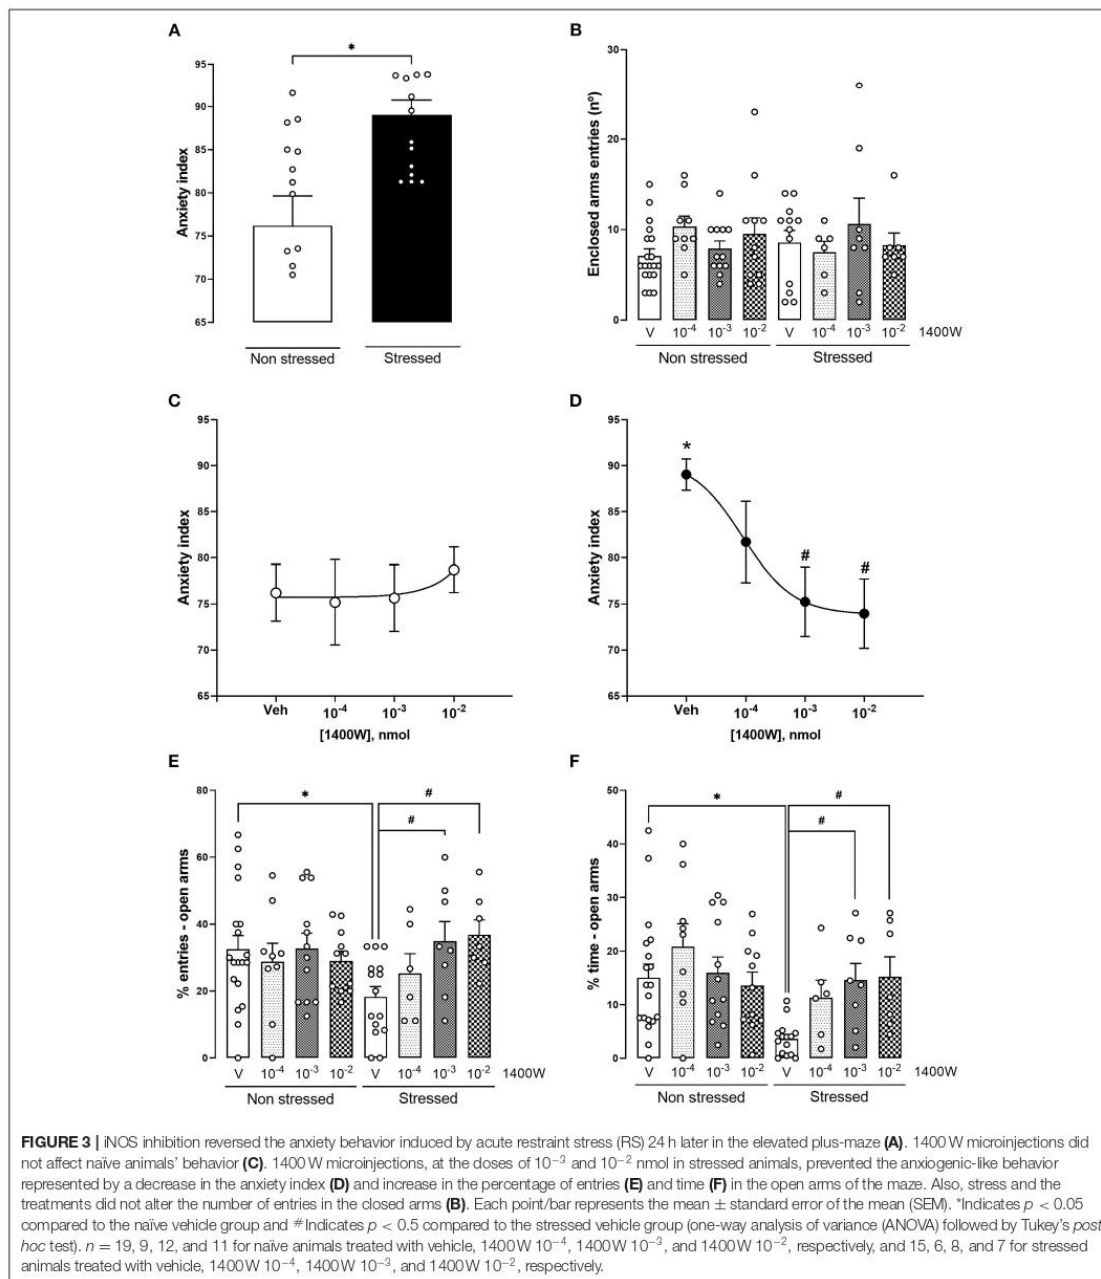 A
*
95
90
85
80
75
70
65
Anxiety index
Non stressed
Stressed
B
30
20
10
0
Enclosed arms entries (nº)
V 10⁻⁴ 10⁻³ 10⁻² V 10⁻⁴ 10⁻³ 10⁻² 1400W
Non stressed
Stressed
C
95
90
85
80
75
70
65
Anxiety index
Veh 10⁻⁴ 10⁻³ 10⁻²
[1400W], nmol
D
95
90
85
80
75
70
65
Anxiety index
*
#
#
Veh 10⁻⁴ 10⁻³ 10⁻²
[1400W], nmol
E
80
60
40
20
0
% entries - open arms
*
#
#
V 10⁻⁴ 10⁻³ 10⁻² V 10⁻⁴ 10⁻³ 10⁻² 1400W
Non stressed
Stressed
F
50
40
30
20
10
0
% time - open arms
*
#
#
V 10⁻⁴ 10⁻³ 10⁻² V 10⁻⁴ 10⁻³ 10⁻² 1400W
Non stressed
Stressed
FIGURE 3 | iNOS inhibition reversed the anxiety behavior induced by acute restraint stress (RS) 24 h later in the elevated plus-maze (A). 1400 W microinjections did
not affect naïve animals' behavior (C). 1400 W microinjections, at the doses of 10⁻³ and 10⁻² nmol in stressed animals, prevented the anxiogenic-like behavior
represented by a decrease in the anxiety index (D) and increase in the percentage of entries (E) and time (F) in the open arms of the maze. Also, stress and the
treatments did not alter the number of entries in the closed arms (B). Each point/bar represents the mean ± standard error of the mean (SEM). *Indicates p < 0.05
compared to the naïve vehicle group and #Indicates p < 0.5 compared to the stressed vehicle group (one-way analysis of variance (ANOVA) followed by Tukey's post
hoc test). n = 19, 9, 12, and 11 for naïve animals treated with vehicle, 1400W 10⁻⁴, 1400W 10⁻³, and 1400W 10⁻², respectively, and 15, 6, 8, and 7 for stressed
animals treated with vehicle, 1400W 10⁻⁴, 1400W 10⁻³, and 1400W 10⁻², respectively.